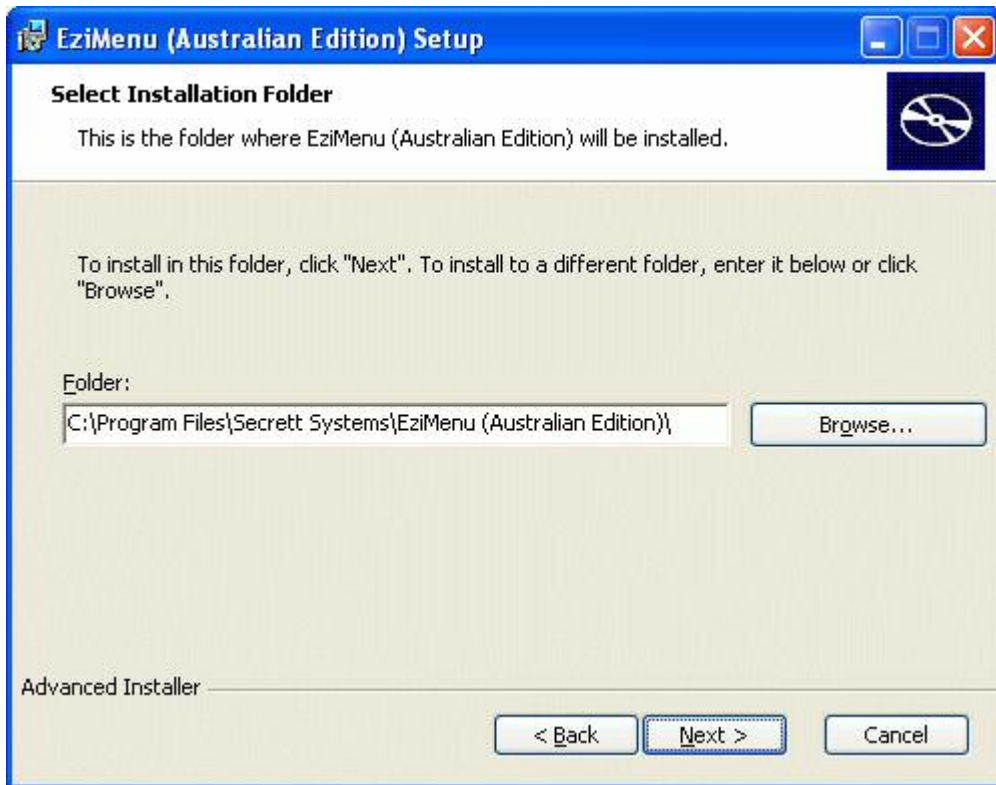 EziMenu (Australian Edition) Setup
Select Installation Folder
This is the folder where EziMenu (Australian Edition) will be installed.
To install in this folder, click "Next". To install to a different folder, enter it below or click
"Browse".
Folder:
C:\Program Files\Secrett Systems\EziMenu (Australian Edition)\
Browse...
Advanced Installer
< Back
Next >
Cancel